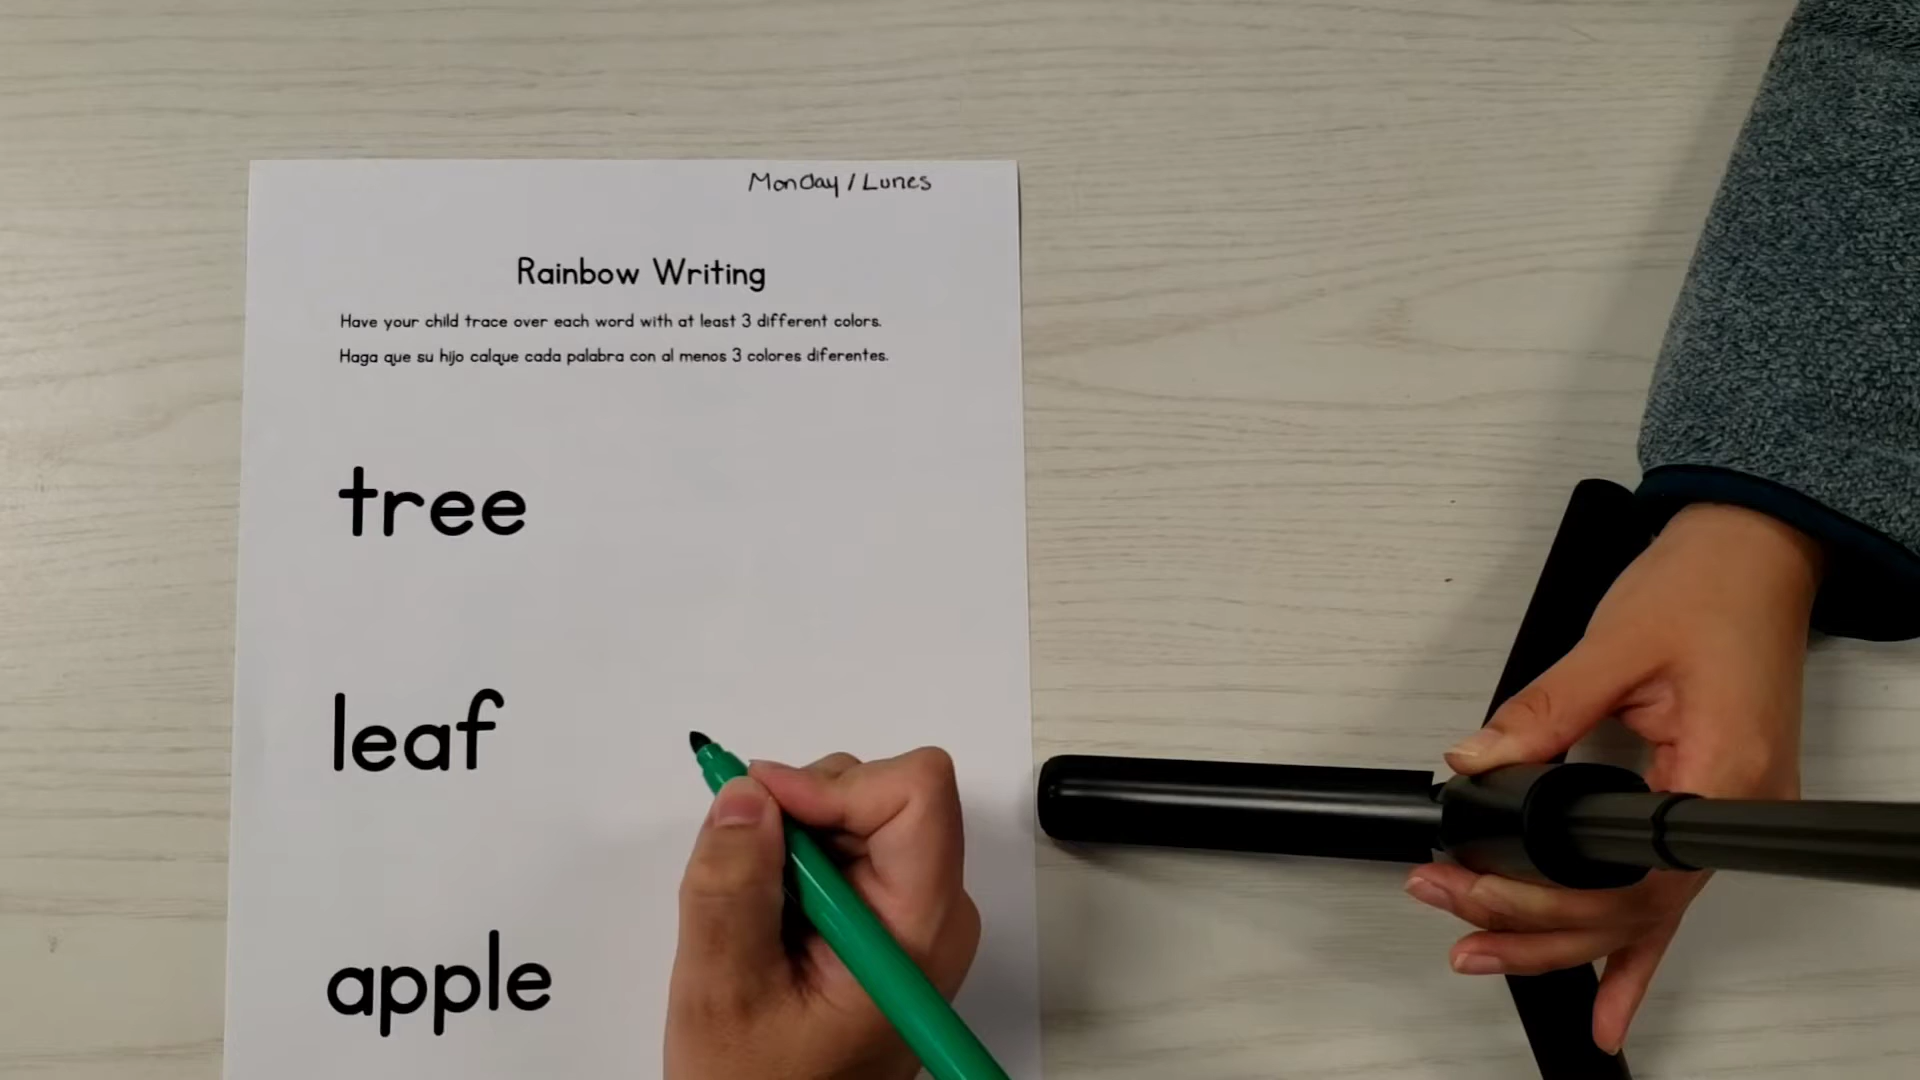 Monday / Lunes
Rainbow Writing
Have your child trace over each word with at least 3 different colors.
Haga que su hijo calque cada palabra con al menos 3 colores diferentes.
tree
leaf
apple